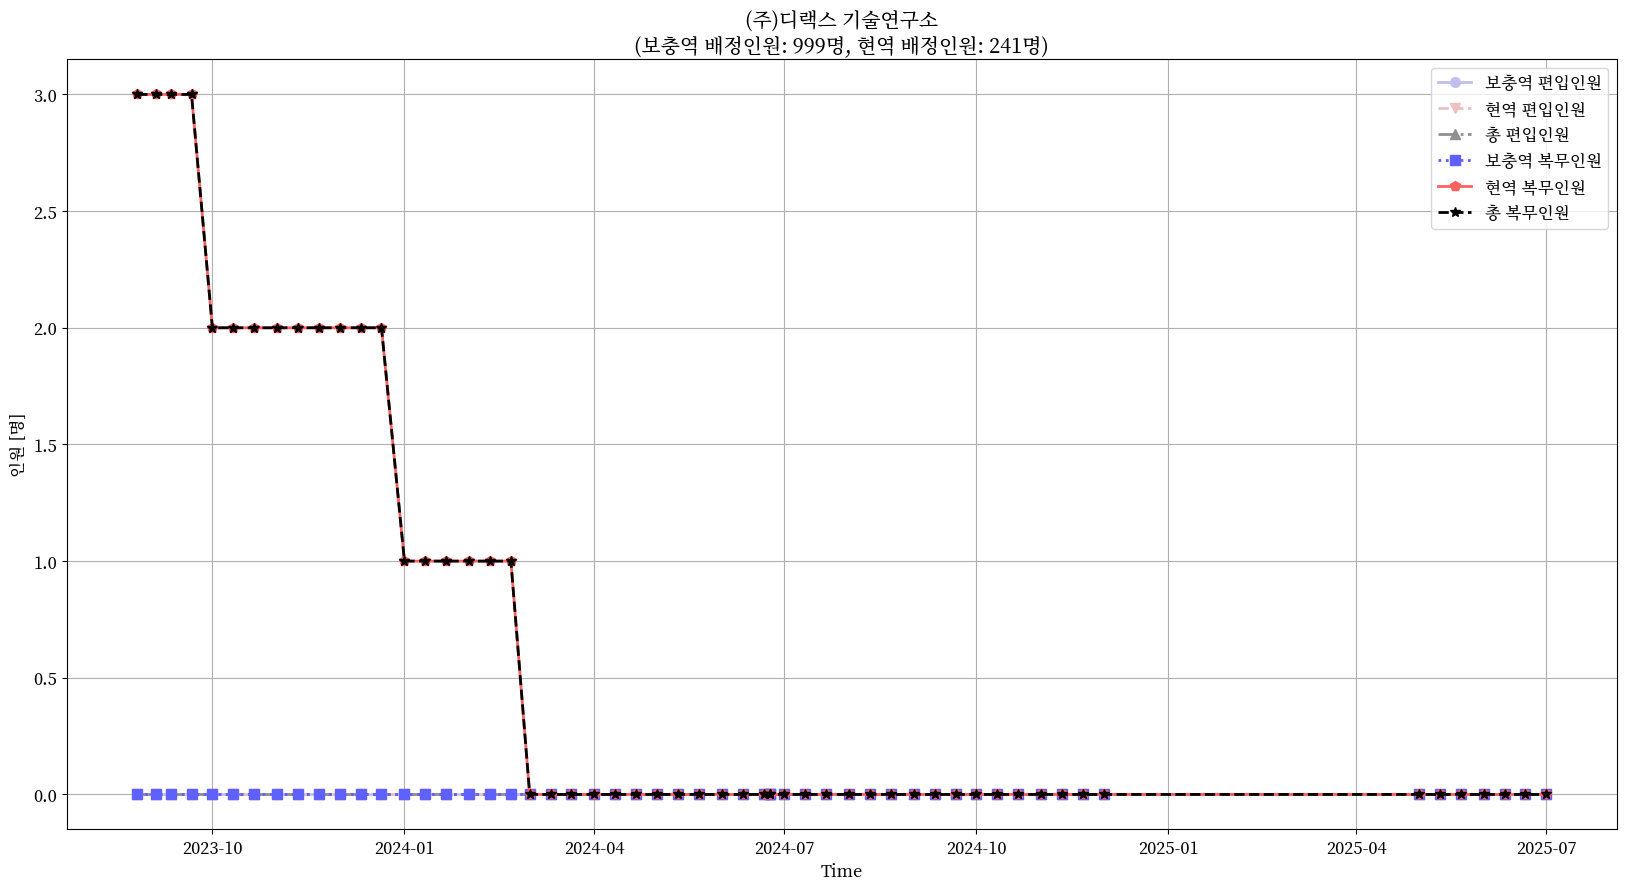 (주)디랙스 기술연구소
(보충역 배정인원: 999명, 현역 배정인원: 241명)
보충역 편입인원
현역 편입인원
총 편입인원
보충역 복무인원
현역 복무인원
총 복무인원
인원 [명]
3.0
2.5
2.0
1.5
1.0
0.5
0.0
2023-10 2024-01 2024-04 2024-07 2024-10 2025-01 2025-04 2025-07
Time